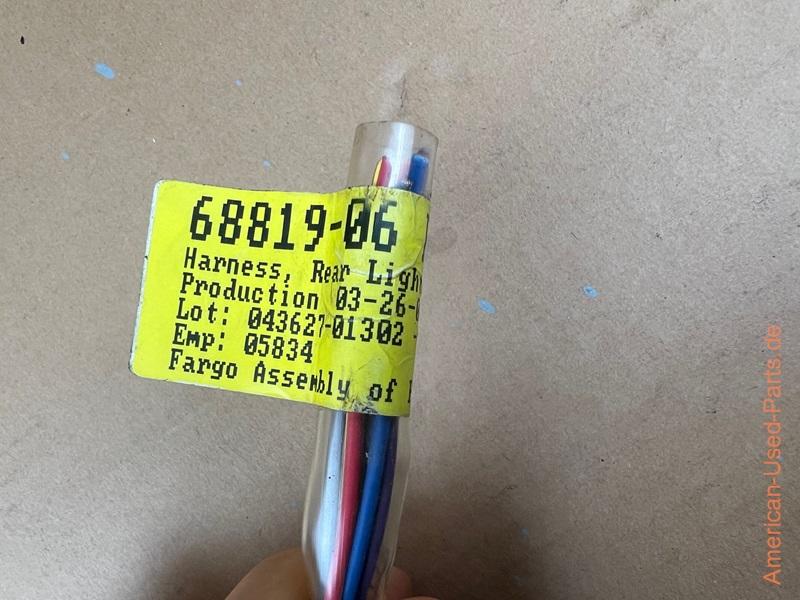 68819-06
Harness, Rear Ligh
Production 03-26-
Lot: 043627-01302 -
Emp: 05834
Fargo Assembly of
American-Used-Parts.de